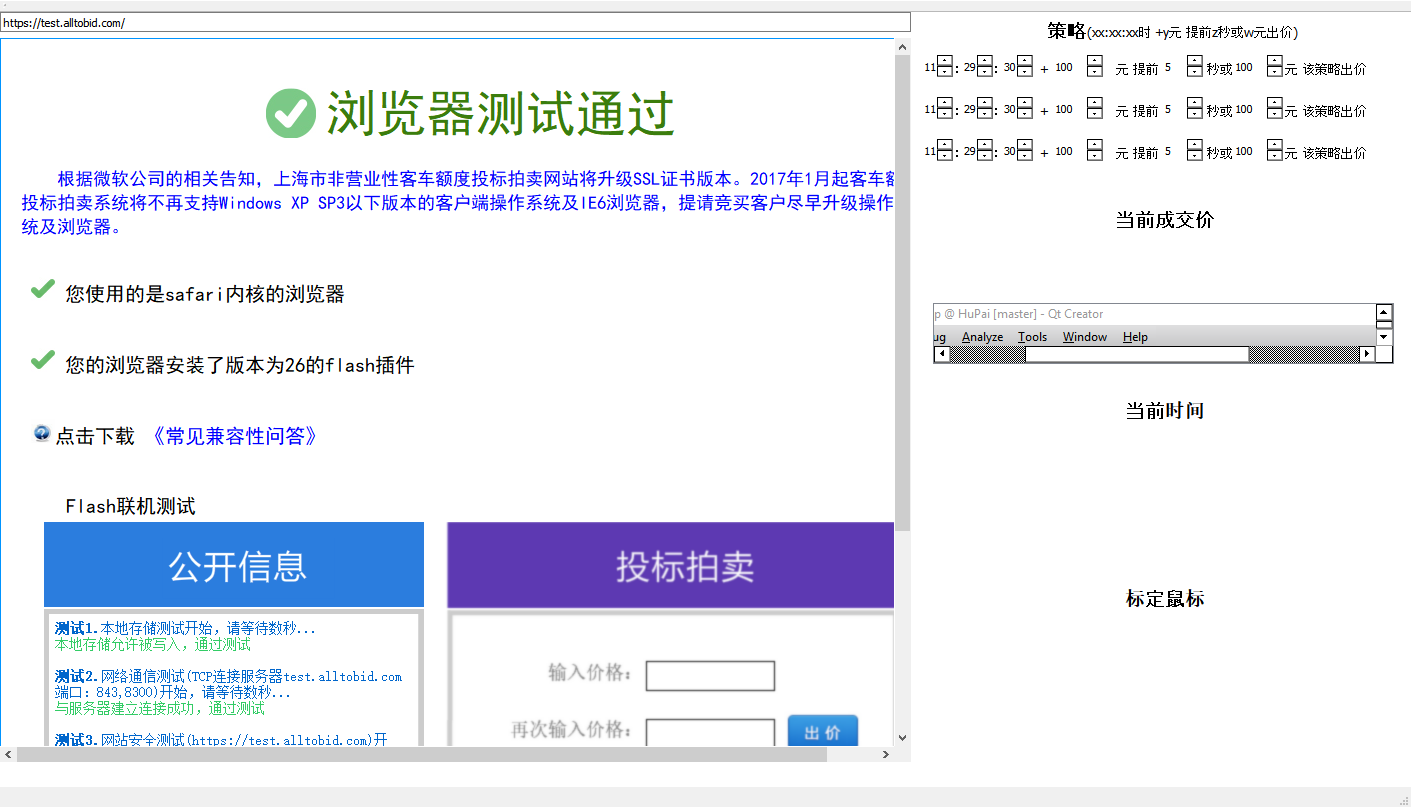 https://test.alltobid.com/
浏览器测试通过
根据微软公司的相关告知，上海市非营业性客车额度投标拍卖网站将升级SSL证书版本。2017年1月起客车额
投标拍卖系统将不再支持Windows XP SP3以下版本的客户端操作系统及IE6浏览器，提请竞买客户尽早升级操作
统及浏览器。
您使用的是safari内核的浏览器
您的浏览器安装了版本为26的flash插件
点击下载 《常见兼容性问答》
Flash联机测试
公开信息
测试1.本地存储测试开始，请等待数秒...
本地存储允许被写入，通过测试
测试2.网络通信测试(TCP连接服务器test.alltobid.com
端口：843,8300)开始，请等待数秒...
与服务器建立连接成功，通过测试
测试3.网站安全测试(https://test.alltobid.com)开
投标拍卖
输入价格：
再次输入价格：
出价
策略(xx:xx:xx时 +y元 提前z秒或w元出价)
11 : 29 : 30 + 100 元 提前 5 秒或 100 元 该策略出价
11 : 29 : 30 + 100 元 提前 5 秒或 100 元 该策略出价
11 : 29 : 30 + 100 元 提前 5 秒或 100 元 该策略出价
当前成交价
p @ HuPai [master] - Qt Creator
ug Analyze Tools Window Help
当前时间
标定鼠标